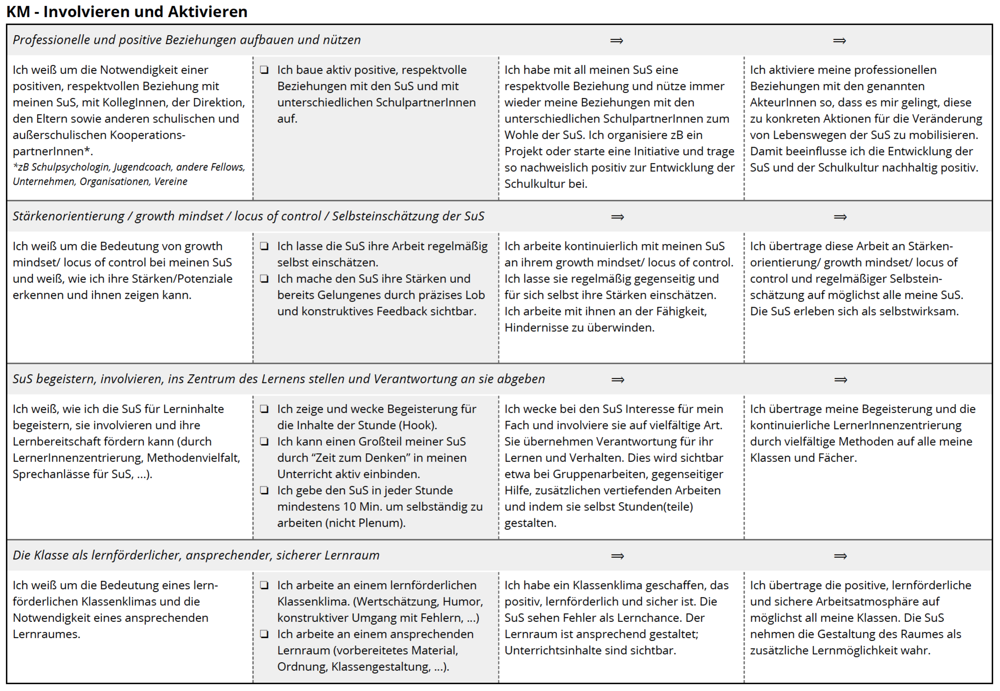 KM - Involvieren und Aktivieren
Professionelle und positive Beziehungen aufbauen und nützen ⇒ ⇒
Ich weiß um die Notwendigkeit einer
positiven, respektvollen Beziehung mit
meinen SuS, mit KollegInnen, der Direktion,
den Eltern sowie anderen schulischen und
außerschulischen Kooperations-
partnerInnen*.
*zB Schulpsychologin, Jugendcoach, andere Fellows,
Unternehmen, Organisationen, Vereine
❏ Ich baue aktiv positive, respektvolle
Beziehungen mit den SuS und mit
unterschiedlichen SchulpartnerInnen
auf.
Ich habe mit all meinen SuS eine
respektvolle Beziehung und nütze immer
wieder meine Beziehungen mit den
unterschiedlichen SchulpartnerInnen zum
Wohle der SuS. Ich organisiere zB ein
Projekt oder starte eine Initiative und trage
so nachweislich positiv zur Entwicklung der
Schulkultur bei.
Ich aktiviere meine professionellen
Beziehungen mit den genannten
AkteurInnen so, dass es mir gelingt, diese
zu konkreten Aktionen für die Veränderung
von Lebenswegen der SuS zu mobilisieren.
Damit beeinflusse ich die Entwicklung der
SuS und der Schulkultur nachhaltig positiv.
Stärkenorientierung / growth mindset / locus of control / Selbsteinschätzung der SuS ⇒ ⇒
Ich weiß um die Bedeutung von growth
mindset/ locus of control bei meinen SuS
und weiß, wie ich ihre Stärken/Potenziale
erkennen und ihnen zeigen kann.
❏ Ich lasse die SuS ihre Arbeit regelmäßig
selbst einschätzen.
❏ Ich mache den SuS ihre Stärken und
bereits Gelungenes durch präzises Lob
und konstruktives Feedback sichtbar.
Ich arbeite kontinuierlich mit meinen SuS
an ihrem growth mindset/ locus of control.
Ich lasse sie regelmäßig gegenseitig und
für sich selbst ihre Stärken einschätzen.
Ich arbeite mit ihnen an der Fähigkeit,
Hindernisse zu überwinden.
Ich übertrage diese Arbeit an Stärken-
orientierung/ growth mindset/ locus of
control und regelmäßiger Selbstein-
schätzung auf möglichst alle meine SuS.
Die SuS erleben sich als selbstwirksam.
SuS begeistern, involvieren, ins Zentrum des Lernens stellen und Verantwortung an sie abgeben ⇒ ⇒
Ich weiß, wie ich die SuS für Lerninhalte
begeistern, sie involvieren und ihre
Lernbereitschaft fördern kann (durch
LernerInnenzentrierung, Methodenvielfalt,
Sprechanlässe für SuS, ...).
❏ Ich zeige und wecke Begeisterung für
die Inhalte der Stunde (Hook).
❏ Ich kann einen Großteil meiner SuS
durch “Zeit zum Denken” in meinen
Unterricht aktiv einbinden.
❏ Ich gebe den SuS in jeder Stunde
mindestens 10 Min. um selbständig zu
arbeiten (nicht Plenum).
Ich wecke bei den SuS Interesse für mein
Fach und involviere sie auf vielfältige Art.
Sie übernehmen Verantwortung für ihr
Lernen und Verhalten. Dies wird sichtbar
etwa bei Gruppenarbeiten, gegenseitiger
Hilfe, zusätzlichen vertiefenden Arbeiten
und indem sie selbst Stunden(teile)
gestalten.
Ich übertrage meine Begeisterung und die
kontinuierliche LernerInnenzentrierung
durch vielfältige Methoden auf alle meine
Klassen und Fächer.
Die Klasse als lernförderlicher, ansprechender, sicherer Lernraum ⇒ ⇒
Ich weiß um die Bedeutung eines lern-
förderlichen Klassenklimas und die
Notwendigkeit eines ansprechenden
Lernraumes.
❏ Ich arbeite an einem lernförderlichen
Klassenklima. (Wertschätzung, Humor,
konstruktiver Umgang mit Fehlern, ...)
❏ Ich arbeite an einem ansprechenden
Lernraum (vorbereitetes Material,
Ordnung, Klassengestaltung, ...).
Ich habe ein Klassenklima geschaffen, das
positiv, lernförderlich und sicher ist. Die
SuS sehen Fehler als Lernchance. Der
Lernraum ist ansprechend gestaltet;
Unterrichtsinhalte sind sichtbar.
Ich übertrage die positive, lernförderliche
und sichere Arbeitsatmosphäre auf
möglichst all meine Klassen. Die SuS
nehmen die Gestaltung des Raumes als
zusätzliche Lernmöglichkeit wahr.